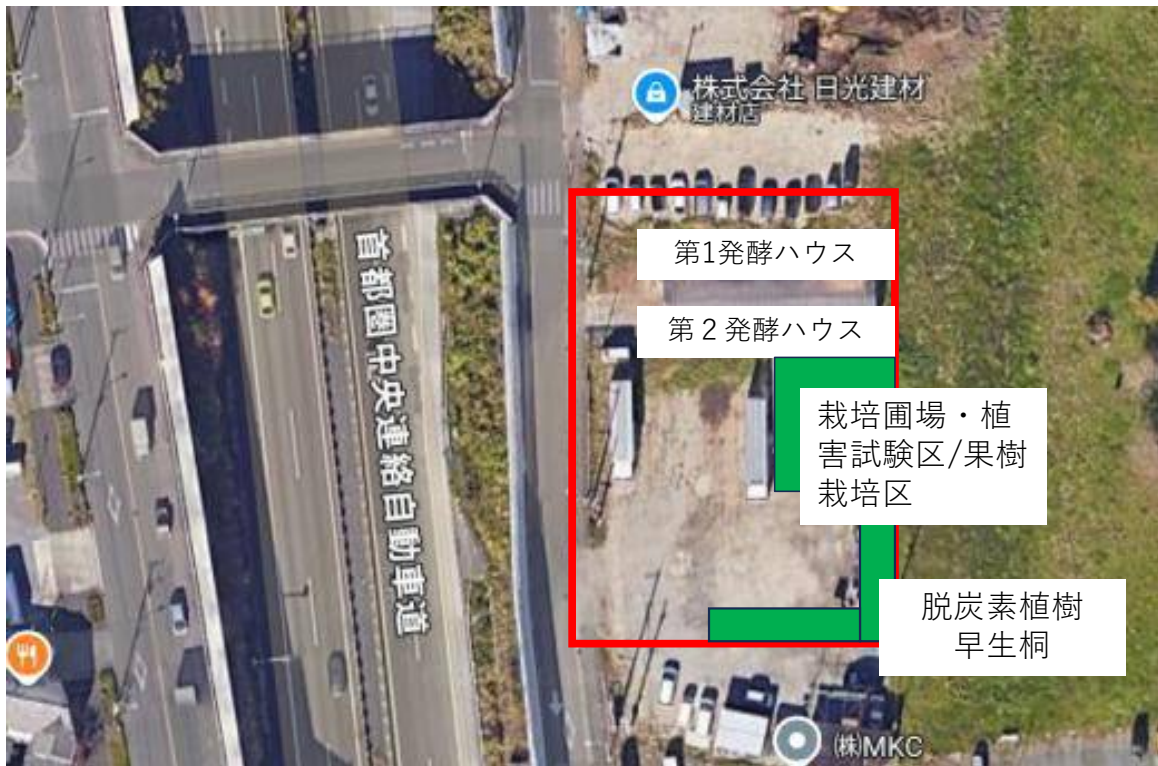 株式会社 日光建材
建材店
首都圏中央連絡自動車道
第1発酵ハウス
第２発酵ハウス
栽培圃場・植
害試験区/果樹
栽培区
脱炭素植樹
早生桐
(株)MKC